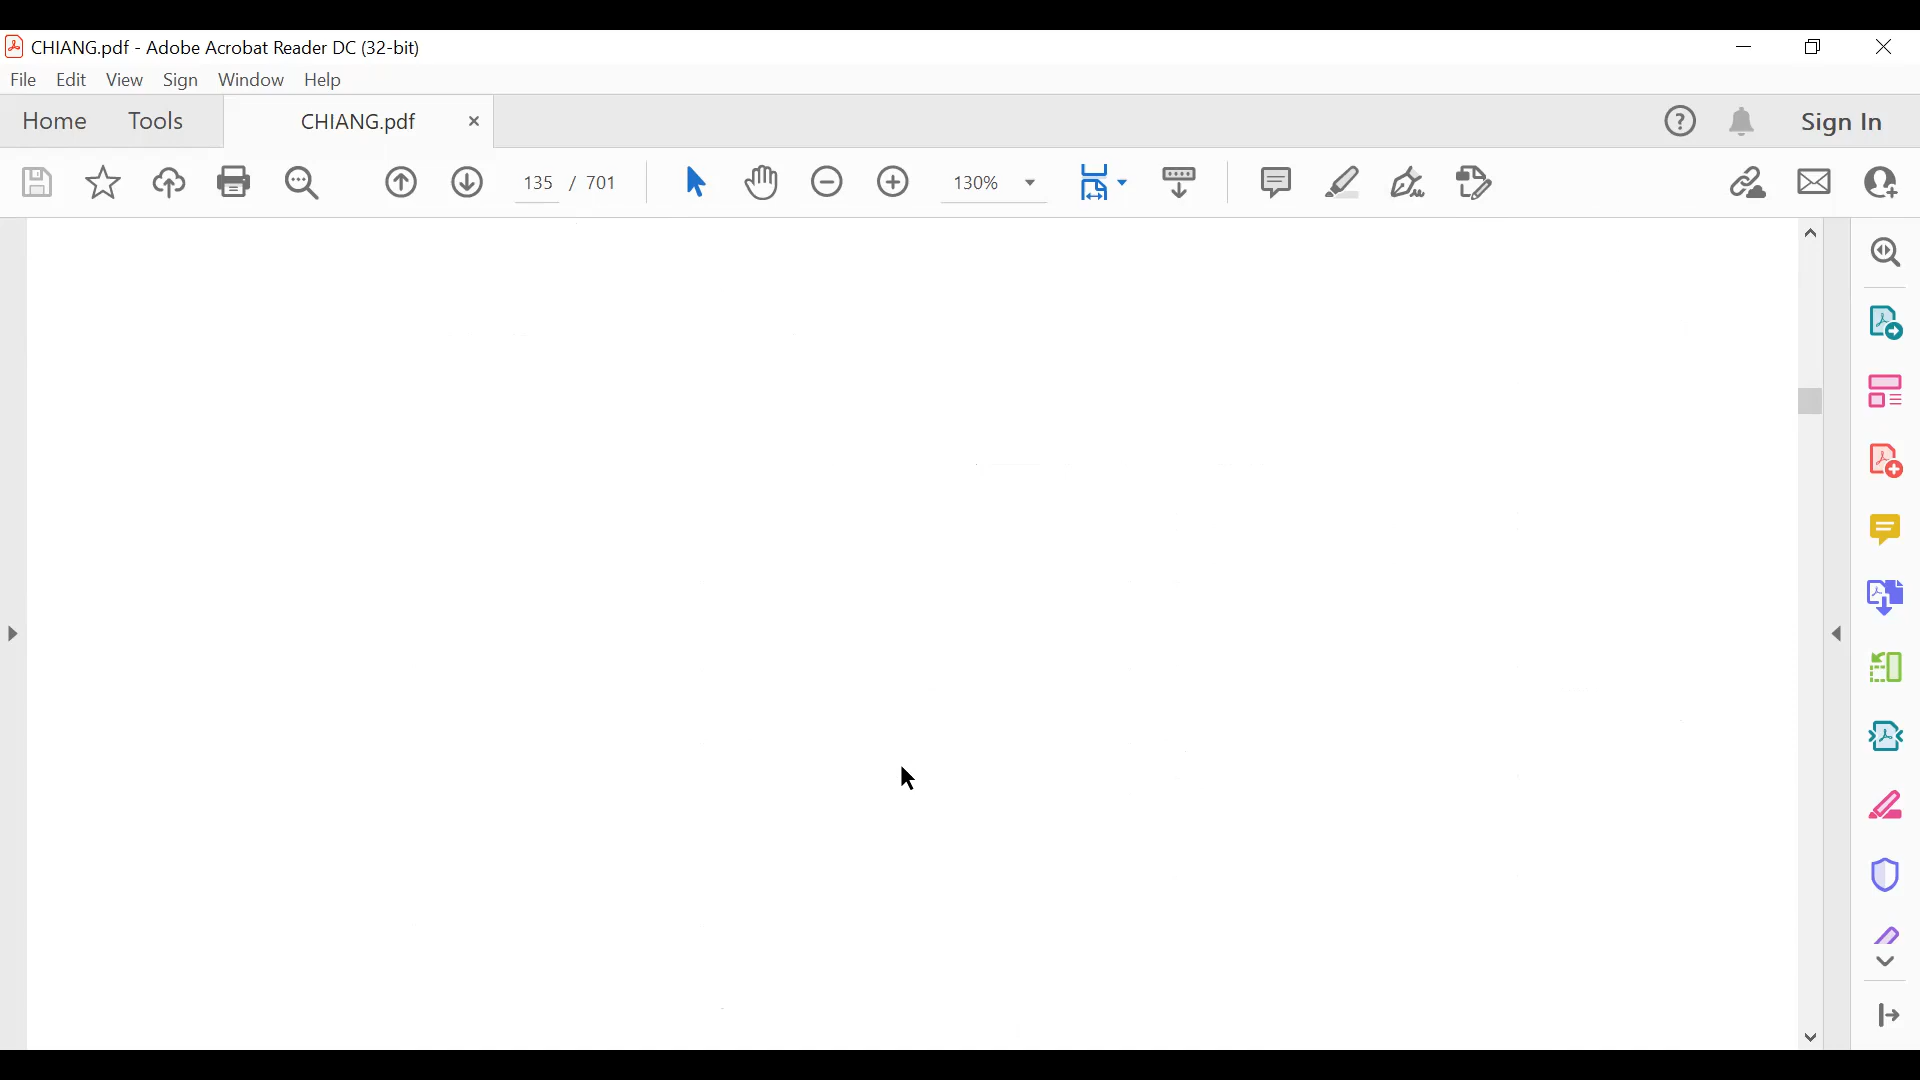 CHIANG.pdf - Adobe Acrobat Reader DC (32-bit)
File Edit View Sign Window Help
Home Tools CHIANG.pdf Sign In
135 / 701 130%